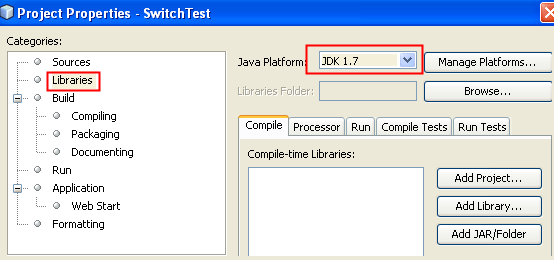 Project Properties - SwitchTest
Categories:
Sources
Libraries
Build
Compiling
Packaging
Documenting
Run
Application
Web Start
Formatting
Java Platform: JDK 1.7 Manage Platforms...
Libraries Folder: Browse...
Compile Processor Run Compile Tests Run Tests
Compile-time Libraries:
Add Project...
Add Library...
Add JAR/Folder